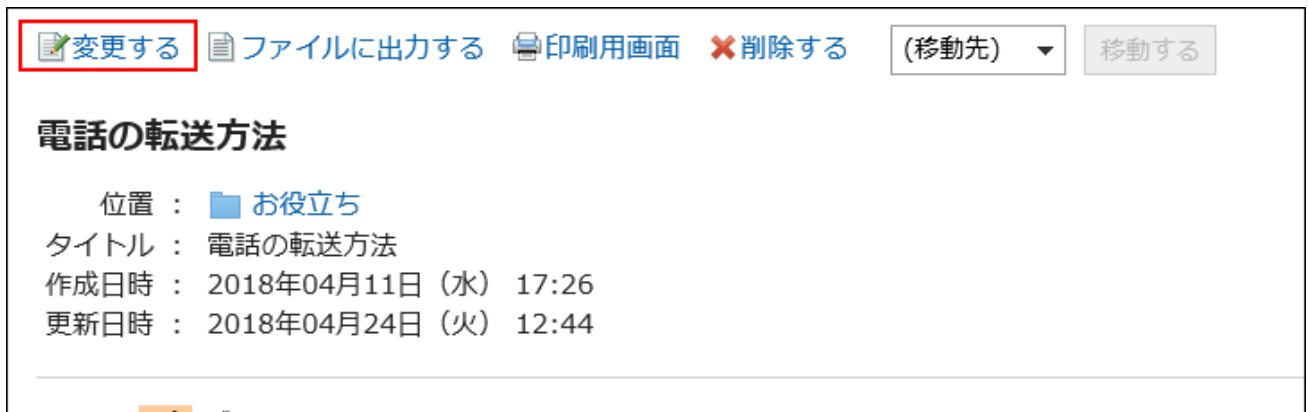 変更する ファイルに出力する 印刷用画面 削除する (移動先) 移動する
電話の転送方法
位置 : お役立ち
タイトル : 電話の転送方法
作成日時 : 2018年04月11日（水） 17:26
更新日時 : 2018年04月24日（火） 12:44